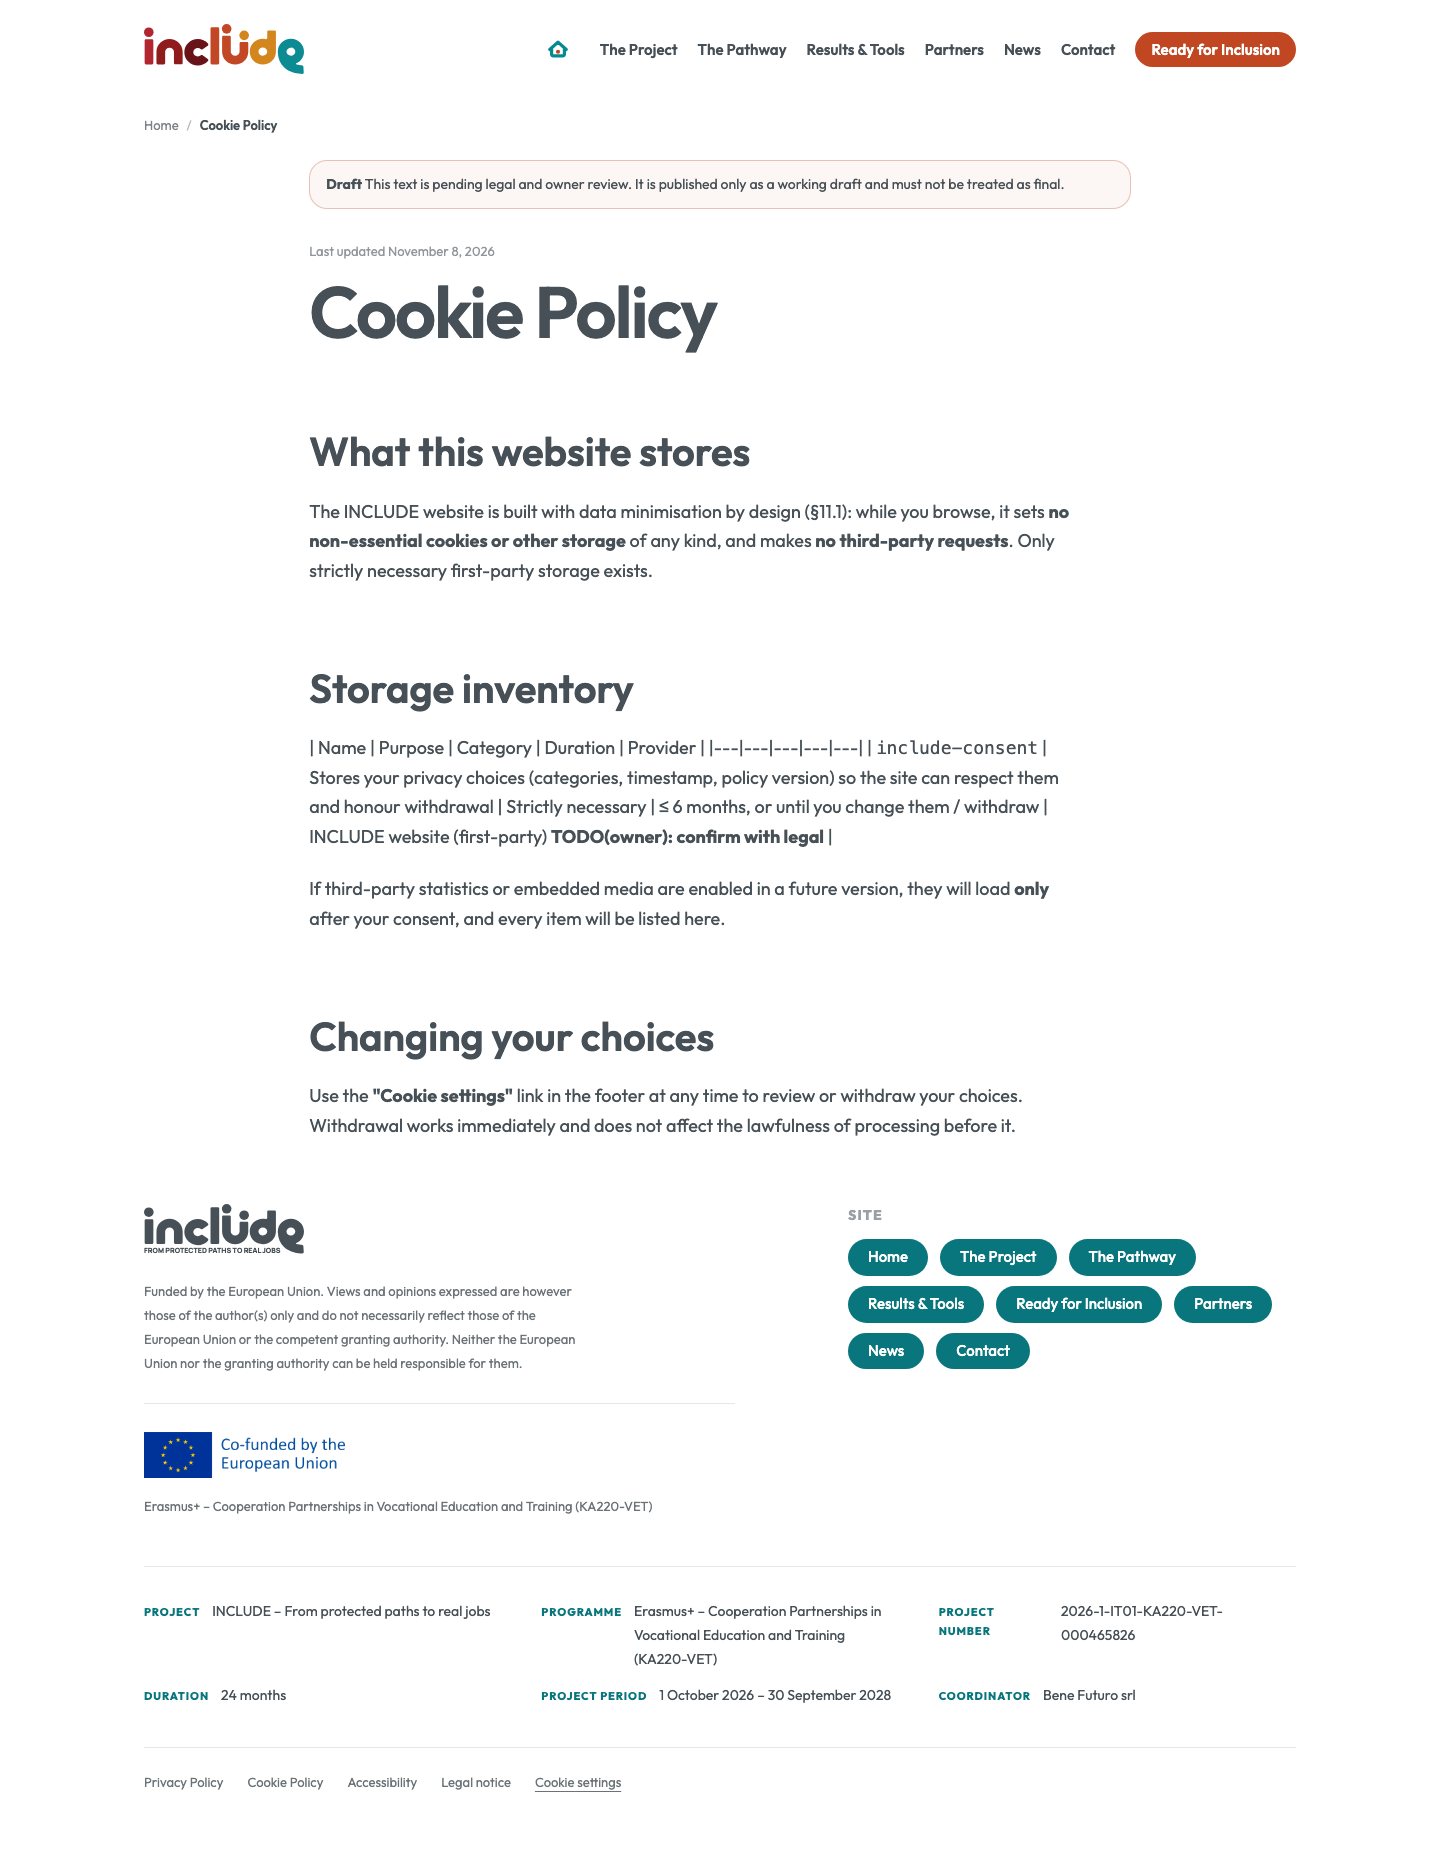 include
The Project
The Pathway
Results & Tools
Partners
News
Contact
Ready for Inclusion
Home / Cookie Policy
Draft This text is pending legal and owner review. It is published only as a working draft and must not be treated as final.
Last updated November 8, 2026
Cookie Policy
What this website stores
The INCLUDE website is built with data minimisation by design (§11.1): while you browse, it sets no
non-essential cookies or other storage of any kind, and makes no third-party requests. Only
strictly necessary first-party storage exists.
Storage inventory
| Name | Purpose | Category | Duration | Provider | |---|---|---|---|---| | include-consent |
Stores your privacy choices (categories, timestamp, policy version) so the site can respect them
and honour withdrawal | Strictly necessary | ≤ 6 months, or until you change them / withdraw |
INCLUDE website (first-party) TODO(owner): confirm with legal |
If third-party statistics or embedded media are enabled in a future version, they will load only
after your consent, and every item will be listed here.
Changing your choices
Use the "Cookie settings" link in the footer at any time to review or withdraw your choices.
Withdrawal works immediately and does not affect the lawfulness of processing before it.
include
FROM PROTECTED PATHS TO REAL JOBS
Funded by the European Union. Views and opinions expressed are however
those of the author(s) only and do not necessarily reflect those of the
European Union or the competent granting authority. Neither the European
Union nor the granting authority can be held responsible for them.
Co-funded by the
European Union
Erasmus+ – Cooperation Partnerships in Vocational Education and Training (KA220-VET)
SITE
Home
The Project
The Pathway
Results & Tools
Ready for Inclusion
Partners
News
Contact
PROJECT INCLUDE – From protected paths to real jobs
PROGRAMME Erasmus+ – Cooperation Partnerships in
Vocational Education and Training
(KA220-VET)
PROJECT
NUMBER
2026-1-IT01-KA220-VET-
000465826
DURATION 24 months
PROJECT PERIOD 1 October 2026 – 30 September 2028
COORDINATOR Bene Futuro srl
Privacy Policy
Cookie Policy
Accessibility
Legal notice
Cookie settings